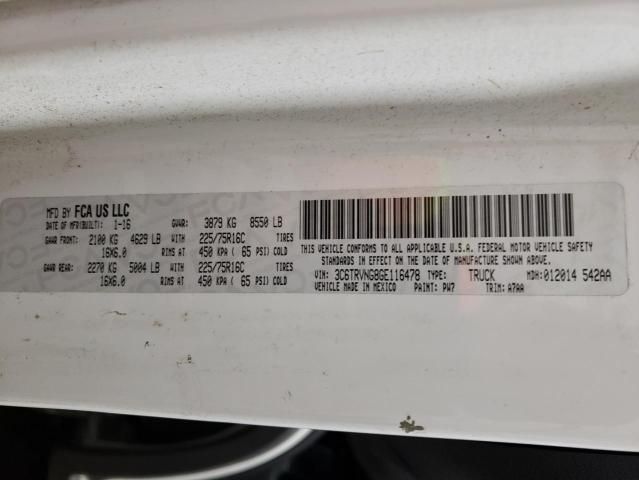 MFD BY FCA US LLC
DATE OF MFR(BUILT): 1-16 GVWR: 3879 KG 8550 LB
GAWR FRONT: 2100 KG 4629 LB WITH 225/75R16C TIRES
16X6.0 RIMS AT 450 KPA ( 65 PSI) COLD
GAWR REAR: 2270 KG 5004 LB WITH 225/75R16C TIRES
16X6.0 RIMS AT 450 KPA ( 65 PSI) COLD
THIS VEHICLE CONFORMS TO ALL APPLICABLE U.S.A. FEDERAL MOTOR VEHICLE SAFETY
STANDARDS IN EFFECT ON THE DATE OF MANUFACTURE SHOWN ABOVE.
VIN: 3C6TRVNG8GE116478 TYPE: TRUCK MDH:012014 542AA
VEHICLE MADE IN MEXICO PAINT: PW7 TRIM: A7AA